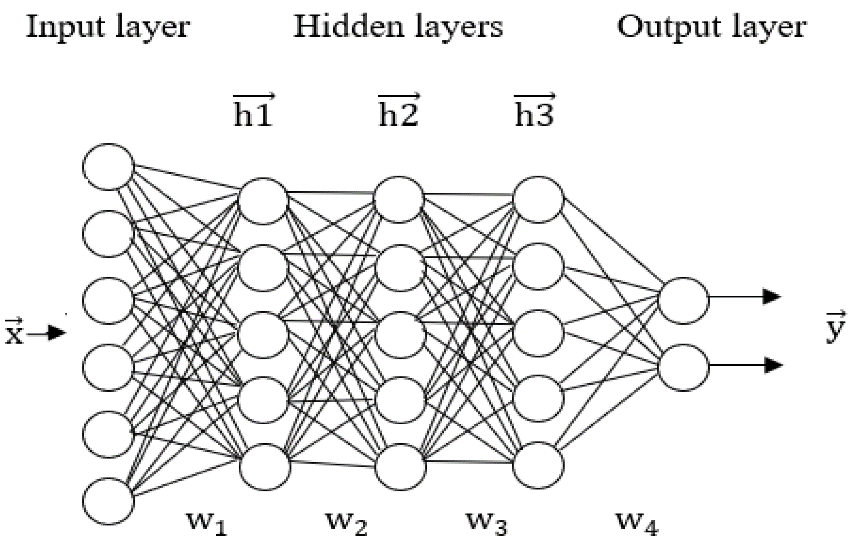 Input layer Hidden layers Output layer
h1⃗ h2⃗ h3⃗
x⃗ y⃗
w₁ w₂ w₃ w₄